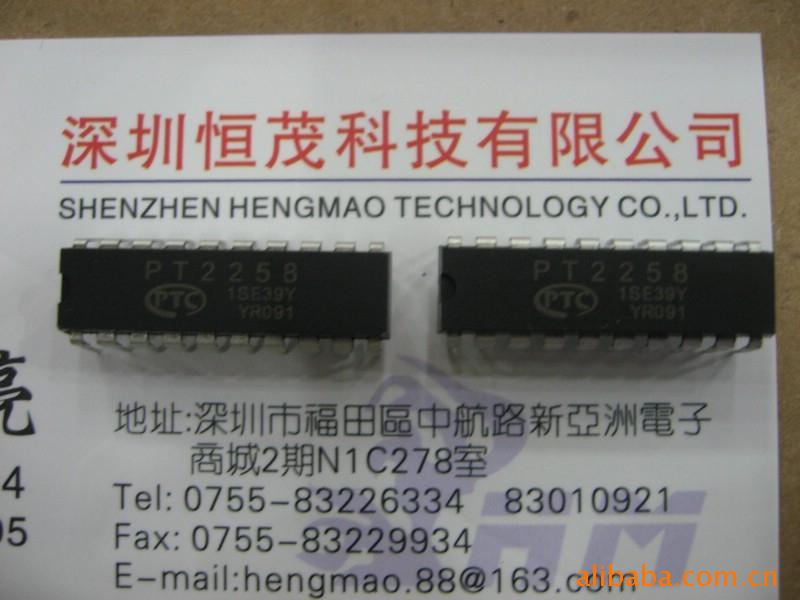 深圳恒茂科技有限公司
SHENZHEN HENGMAO TECHNOLOGY CO.,LTD.
PT2258
PTC
1SE39Y
YR091
PT2258
PTC
1SE39Y
YR091
亮
地址:深圳市福田區中航路新亞洲電子
商城2期N1C278室
4
Tel: 0755-83226334 83010921
05
Fax: 0755-83229934
E-mail:hengmao.88@163.com
HM
alibaba.com.cn